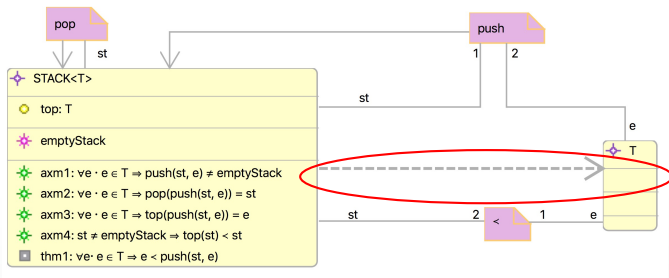 pop
push
st
1
2
STACK<T>
top: T
st
e
emptyStack
T
axm1: ∀e· e ∈ T ⇒ push(st, e) ≠ emptyStack
axm2: ∀e· e ∈ T ⇒ pop(push(st, e)) = st
axm3: ∀e· e ∈ T ⇒ top(push(st, e)) = e
axm4: st ≠ emptyStack ⇒ top(st) < st
st
2
<
1
e
thm1: ∀e· e ∈ T ⇒ e < push(st, e)